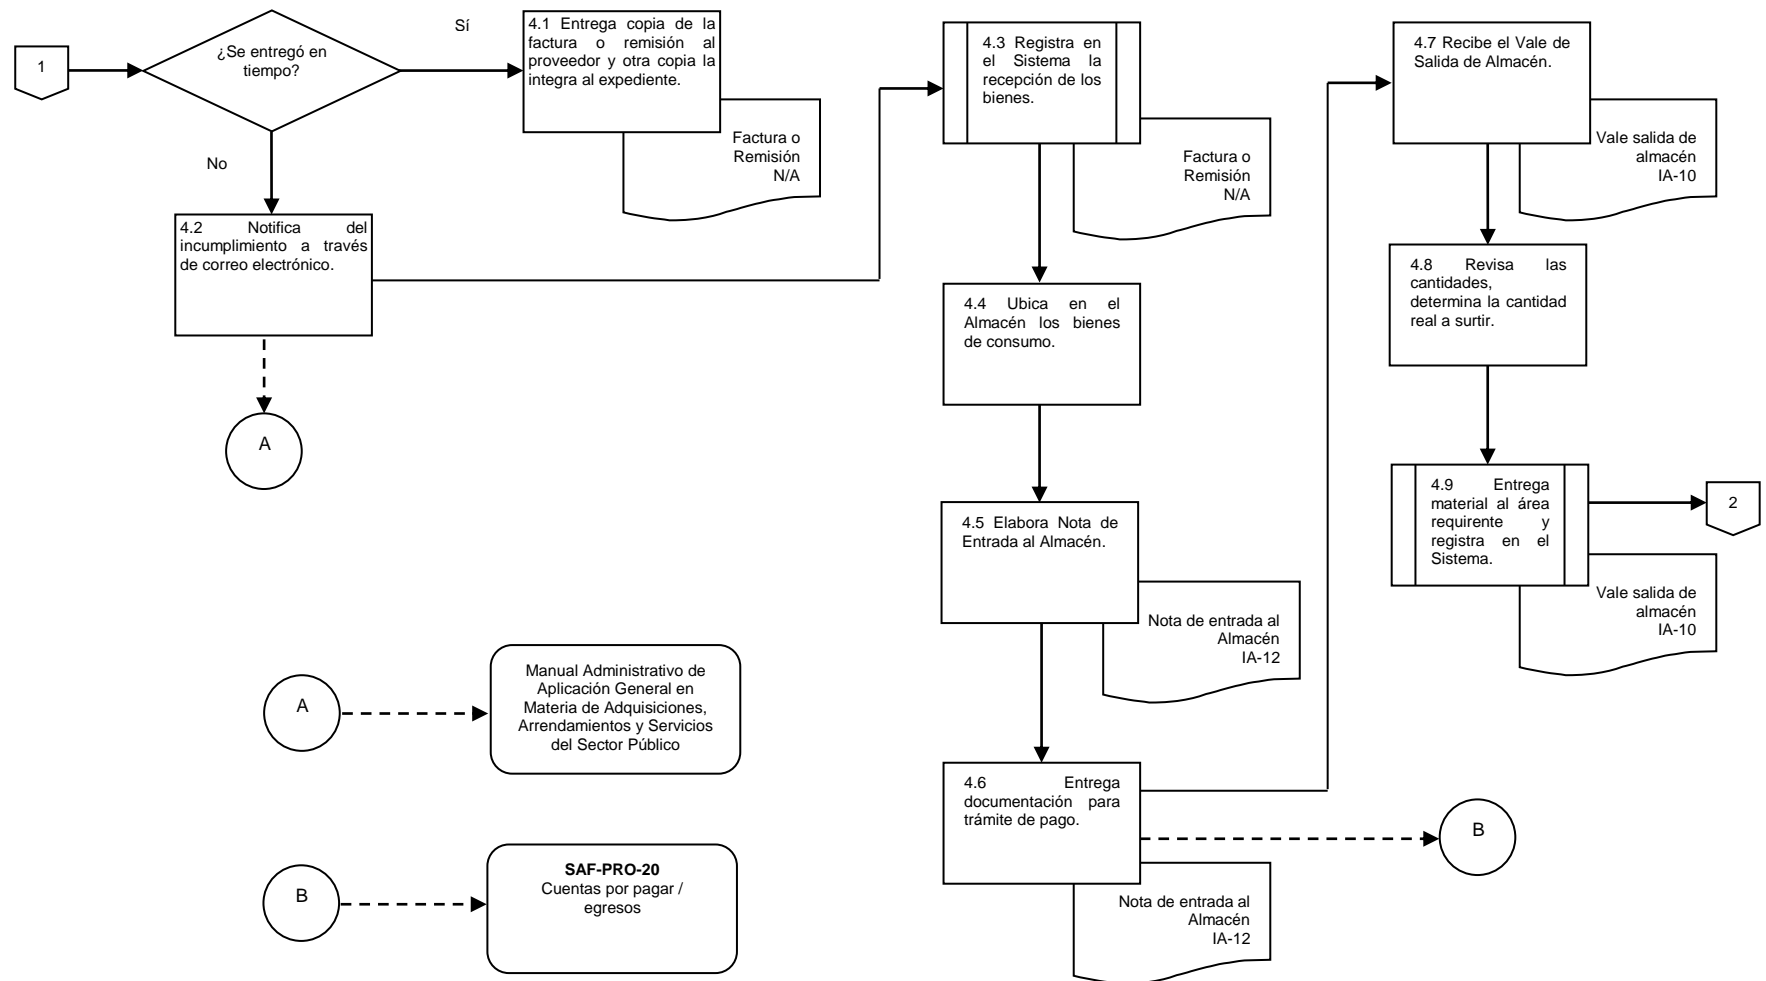 1
¿Se entregó en
tiempo?
Sí
No
4.1 Entrega copia de la
factura o remisión al
proveedor y otra copia la
integra al expediente.
Factura o
Remisión
N/A
4.2 Notifica del
incumplimiento a través
de correo electrónico.
A
4.3 Registra en
el Sistema la
recepción de los
bienes.
Factura o
Remisión
N/A
4.4 Ubica en el
Almacén los bienes
de consumo.
4.5 Elabora Nota de
Entrada al Almacén.
Nota de entrada al
Almacén
IA-12
4.6 Entrega
documentación para
trámite de pago.
Nota de entrada al
Almacén
IA-12
B
4.7 Recibe el Vale de
Salida de Almacén.
Vale salida de
almacén
IA-10
4.8 Revisa las
cantidades,
determina la cantidad
real a surtir.
4.9 Entrega
material al área
requirente y
registra en el
Sistema.
Vale salida de
almacén
IA-10
2
A
Manual Administrativo de
Aplicación General en
Materia de Adquisiciones,
Arrendamientos y Servicios
del Sector Público
B
SAF-PRO-20
Cuentas por pagar /
egresos